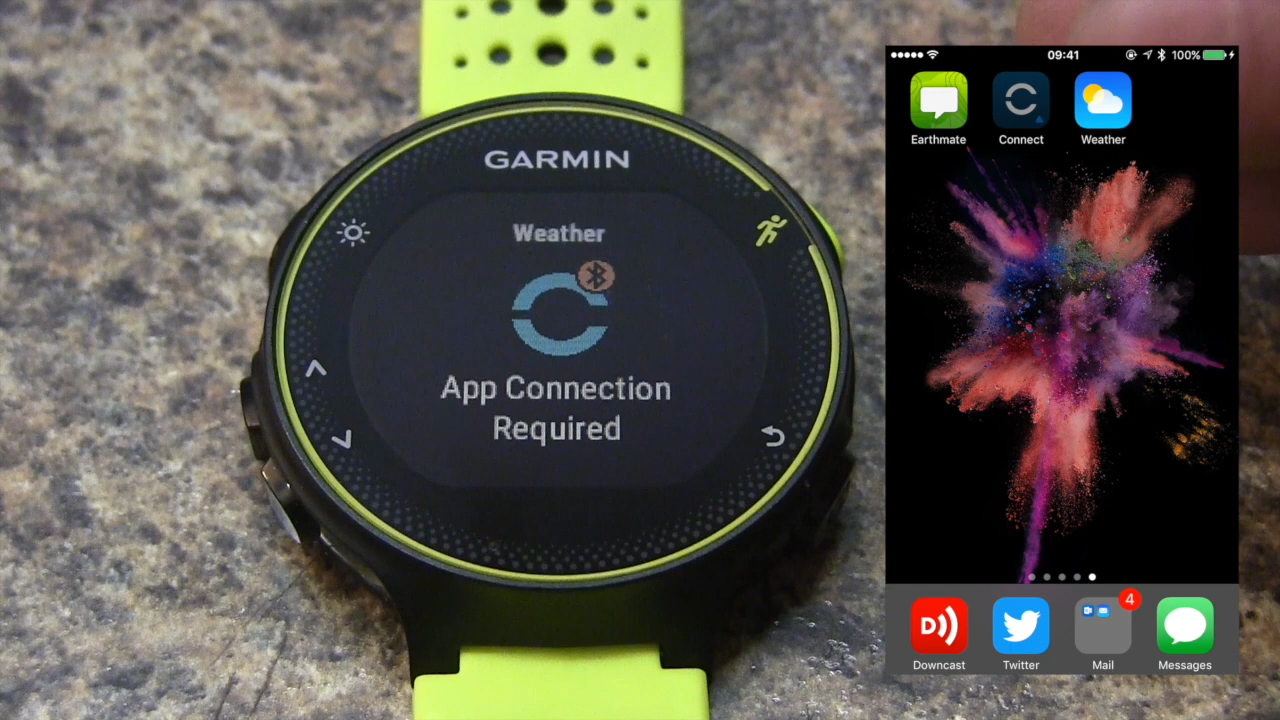 GARMIN
Weather
App Connection
Required
09:41
100%
Earthmate
Connect
Weather
D
4
Downcast
Twitter
Mail
Messages